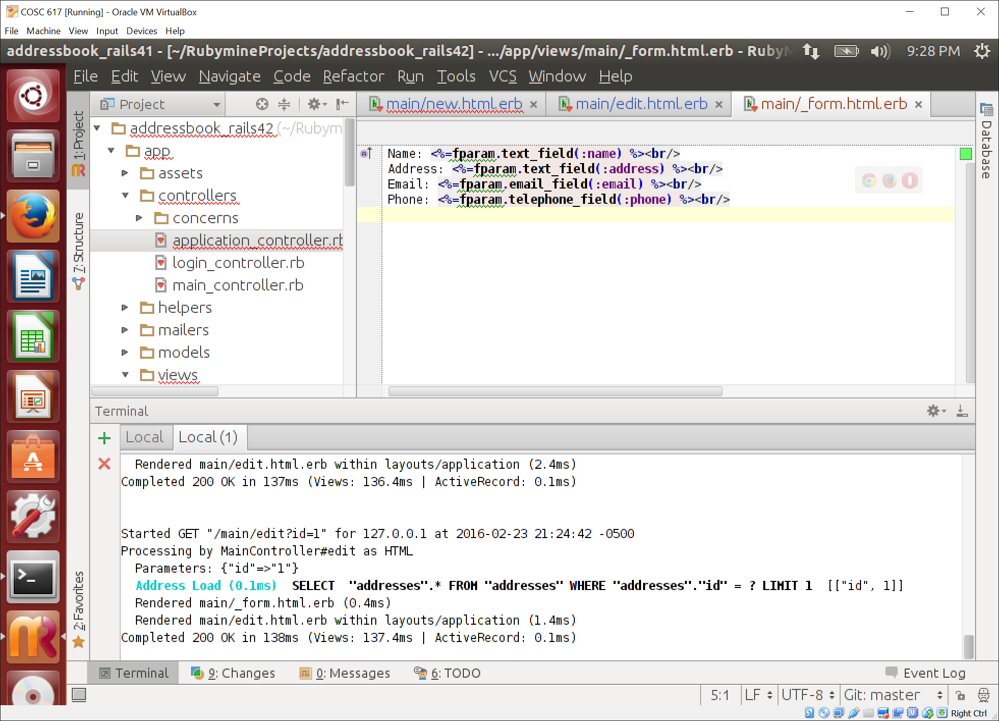 COSC 617 [Running] - Oracle VM VirtualBox
File Machine View Input Devices Help
addressbook_rails41 - [~/RubymineProjects/addressbook_rails42] - .../app/views/main/_form.html.erb - RubyM
9:28 PM
File Edit View Navigate Code Refactor Run Tools VCS Window Help
1: Project
7: Structure
2: Favorites
Project
main/new.html.erb
main/edit.html.erb
main/_form.html.erb
Database
addressbook_rails42 (~/Rubym
app
assets
controllers
concerns
application_controller.rb
login_controller.rb
main_controller.rb
helpers
mailers
models
views
Name: <%=fparam.text_field(:name) %><br/>
Address: <%=fparam.text_field(:address) %><br/>
Email: <%=fparam.email_field(:email) %><br/>
Phone: <%=fparam.telephone_field(:phone) %><br/>
Terminal
Local
Local (1)
Rendered main/edit.html.erb within layouts/application (2.4ms)
Completed 200 OK in 137ms (Views: 136.4ms | ActiveRecord: 0.1ms)
Started GET "/main/edit?id=1" for 127.0.0.1 at 2016-02-23 21:24:42 -0500
Processing by MainController#edit as HTML
Parameters: {"id"=>"1"}
Address Load (0.1ms) SELECT "addresses".* FROM "addresses" WHERE "addresses"."id" = ? LIMIT 1 [["id", 1]]
Rendered main/_form.html.erb (0.4ms)
Rendered main/edit.html.erb within layouts/application (1.4ms)
Completed 200 OK in 138ms (Views: 137.4ms | ActiveRecord: 0.1ms)
Terminal
9: Changes
0: Messages
6: TODO
Event Log
5:1
LF
UTF-8
Git: master
Right Ctrl